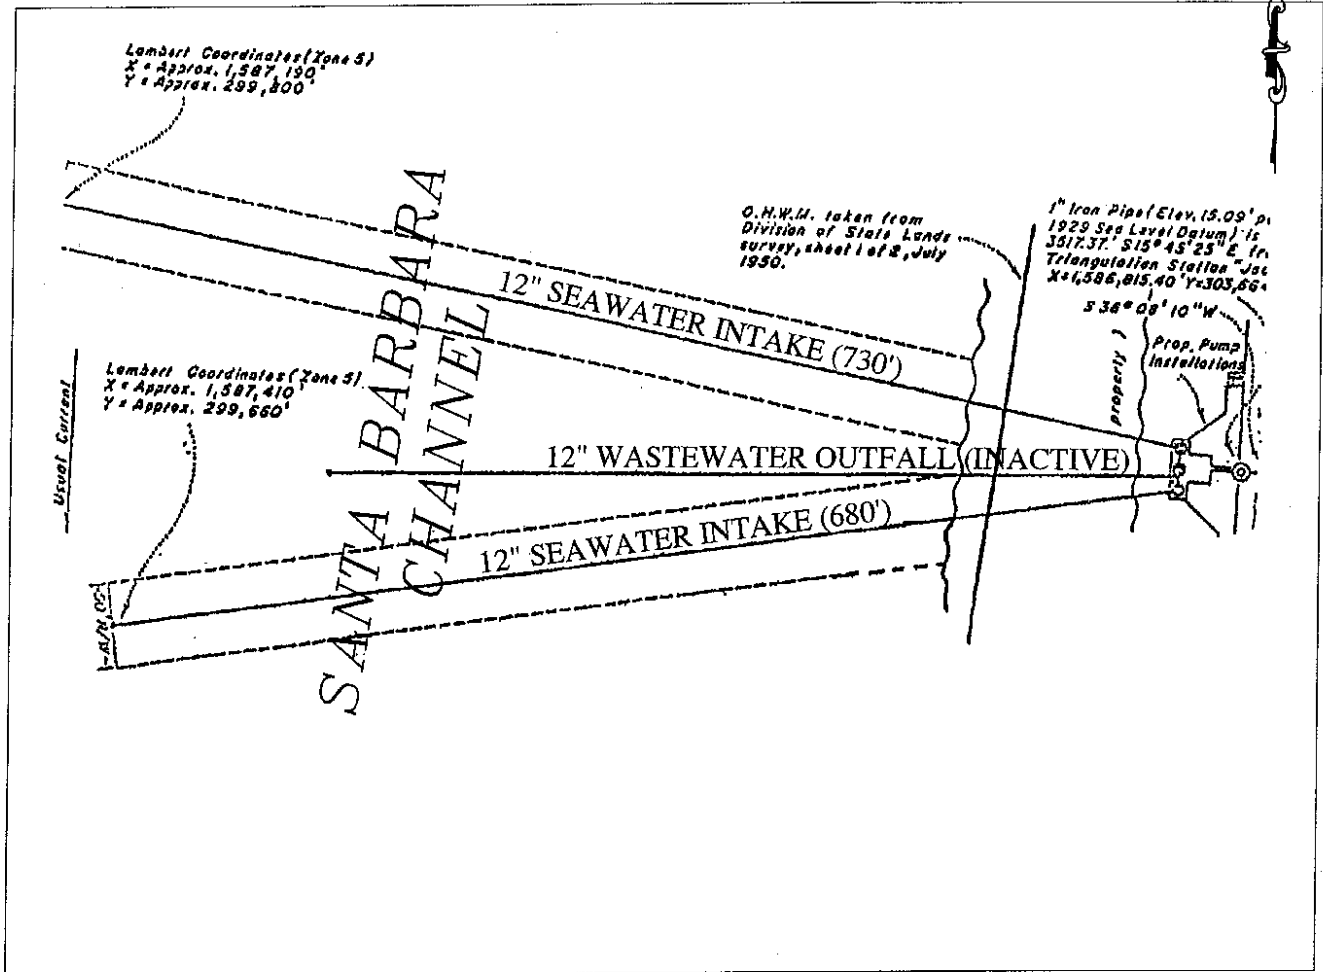 Lambert Coordinates (Zone 5)
X = Approx. 1,587,190'
Y = Approx. 299,800'
SANTA BARBARA
CHANNEL
O.H.W.M. taken from
Division of State Lands
survey, sheet 1 of 2, July
1950.
1" Iron Pipe (Elev. 15.09'
1929 Sea Level Datum) is
3517.37' S15°45'25" E
Triangulation Station
X=1,586,815.40' Y=303,66
S 36° 08' 10" W
property
Prop. Pump
Installations
12" SEAWATER INTAKE (730')
Usual Current
Lambert Coordinates (Zone 5)
X = Approx. 1,587,410'
Y = Approx. 299,660'
12" WASTEWATER OUTFALL (INACTIVE)
12" SEAWATER INTAKE (680')
50' R/W